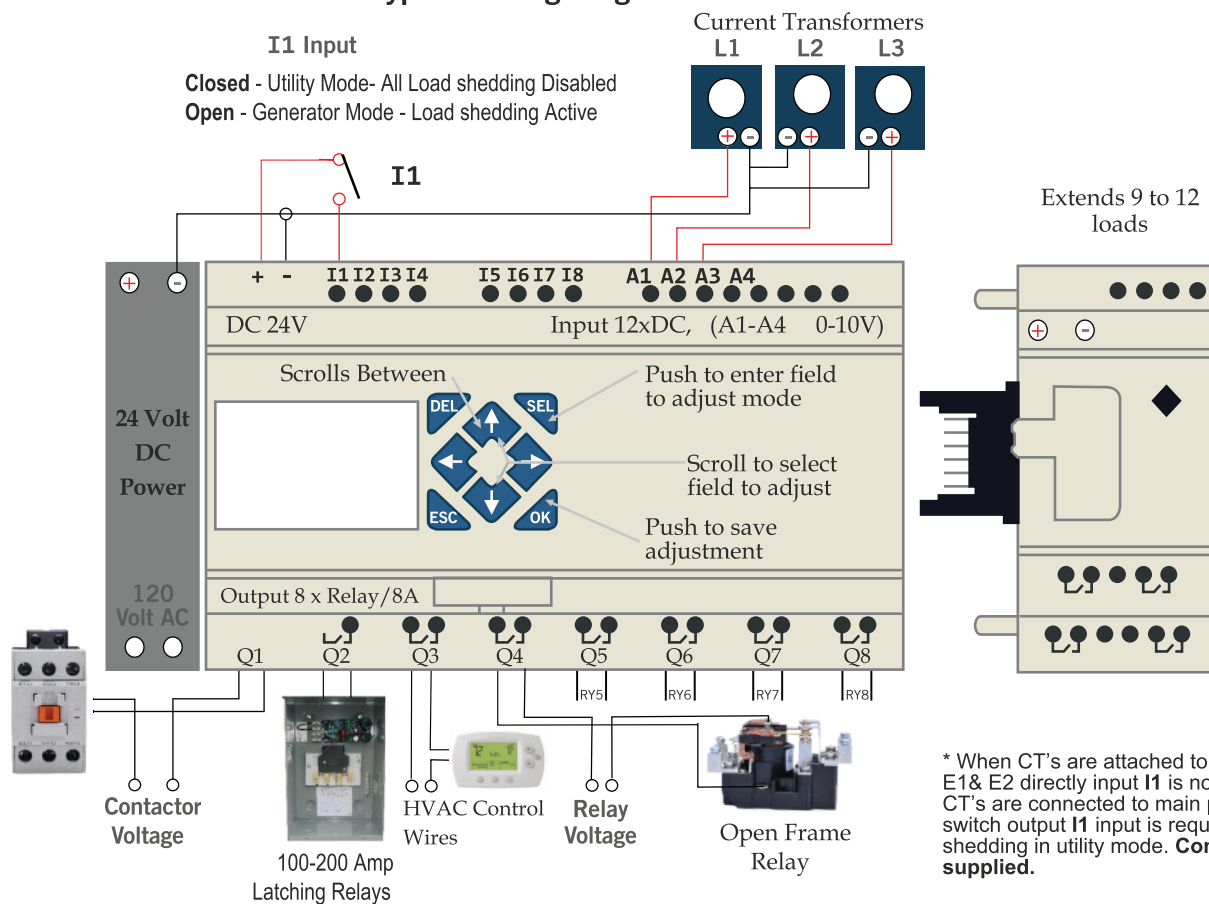 Current Transformers
L1 L2 L3
I1 Input
Closed - Utility Mode- All Load shedding Disabled
Open - Generator Mode - Load shedding Active
+ - - + - +
I1
Extends 9 to 12
loads
+ -
+ - I1 I2 I3 I4 I5 I6 I7 I8 A1 A2 A3 A4
DC 24V Input 12xDC, (A1-A4 0-10V)
+ -
Scrolls Between
Push to enter field
to adjust mode
DEL SEL
ESC OK
24 Volt
DC
Power
Scroll to select
field to adjust
Push to save
adjustment
120
Volt AC
Output 8 x Relay/8A
Q1 Q2 Q3 Q4 Q5 Q6 Q7 Q8
RY5 RY6 RY7 RY8
Contactor
Voltage
100-200 Amp
Latching Relays
72
HVAC Control
Wires
Relay
Voltage
Open Frame
Relay
* When CT's are attached to
E1& E2 directly input I1 is no
CT's are connected to main p
switch output I1 input is requ
shedding in utility mode. Con
supplied.